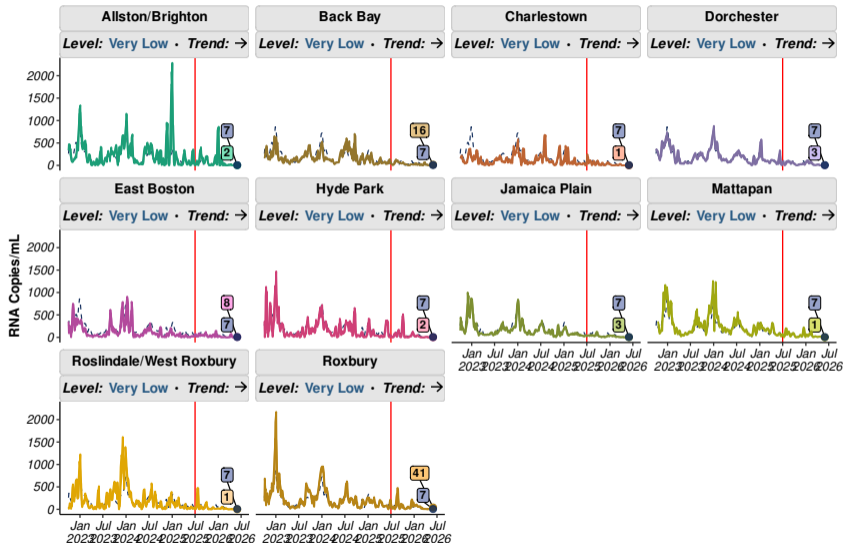 Allston/Brighton Back Bay Charlestown Dorchester
Level: Very Low · Trend: → Level: Very Low · Trend: → Level: Very Low · Trend: → Level: Very Low · Trend: →
2000
1500
1000
7 16 7 7
500
2 7 1 3
0
East Boston Hyde Park Jamaica Plain Mattapan
Level: Very Low · Trend: → Level: Very Low · Trend: → Level: Very Low · Trend: → Level: Very Low · Trend: →
RNA Copies/mL
2000
1500
1000
8 7 7 7
500
7 2 3 1
0
Jan Jul Jan Jul Jan Jul Jan Jul Jan Jul Jan Jul Jan Jul Jan Jul
2023 2023 2024 2024 2025 2025 2026 2026 2023 2023 2024 2024 2025 2025 2026 2026
Roslindale/West Roxbury Roxbury
Level: Very Low · Trend: → Level: Very Low · Trend: →
2000
1500
1000
7 41
500
1 7
0
Jan Jul Jan Jul Jan Jul Jan Jul Jan Jul Jan Jul Jan Jul Jan Jul
2023 2023 2024 2024 2025 2025 2026 2026 2023 2023 2024 2024 2025 2025 2026 2026